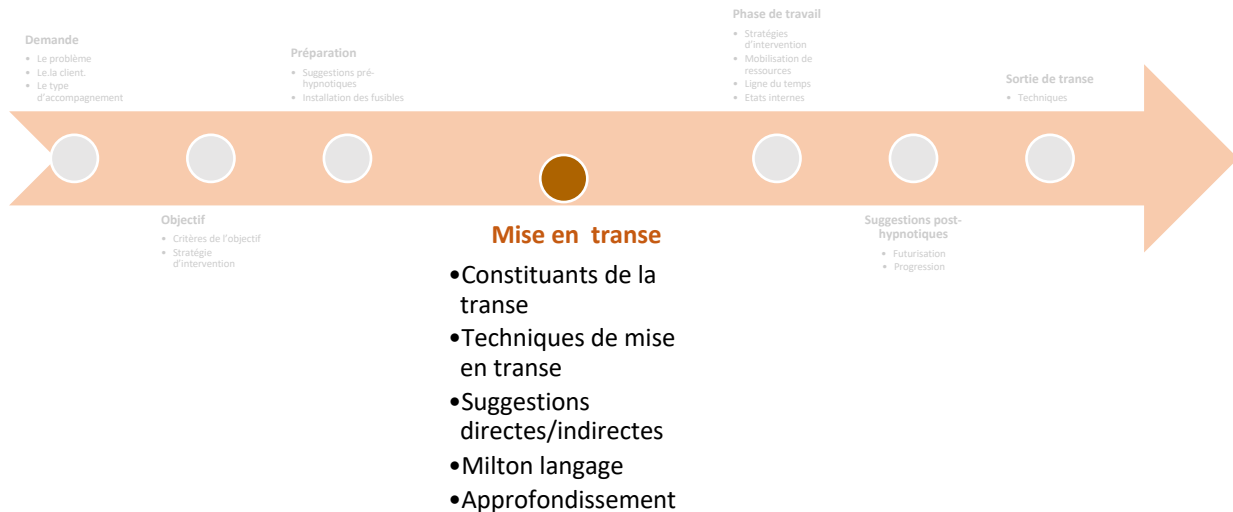 Demande
• Le problème
• Le.la client.
• Le type
d'accompagnement
Objectif
• Critères de l'objectif
• Stratégie
d'intervention
Préparation
• Suggestions pré-
hypnotiques
• Installation des fusibles
Mise en transe
•Constituants de la
transe
•Techniques de mise
en transe
•Suggestions
directes/indirectes
•Milton langage
•Approfondissement
Phase de travail
• Stratégies
d'intervention
• Mobilisation de
ressources
• Ligne du temps
• Etats internes
Suggestions post-
hypnotiques
• Futurisation
• Progression
Sortie de transe
• Techniques